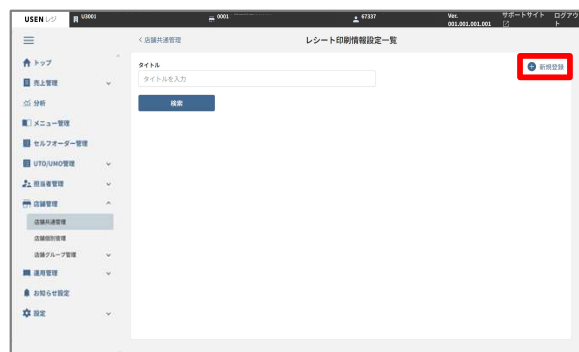 USENレジ
U3001
0001
67337
Ver.
001.001.001.001
サポートサイト
ログアウト
く 店舗共通管理
レシート印刷情報設定一覧
トップ
売上管理
分析
メニュー管理
セルフオーダー管理
UTO/UMO管理
担当者管理
店舗管理
店舗共通管理
店舗個別管理
店舗グループ管理
運用管理
お知らせ設定
設定
タイトル
タイトルを入力
検索
新規登録